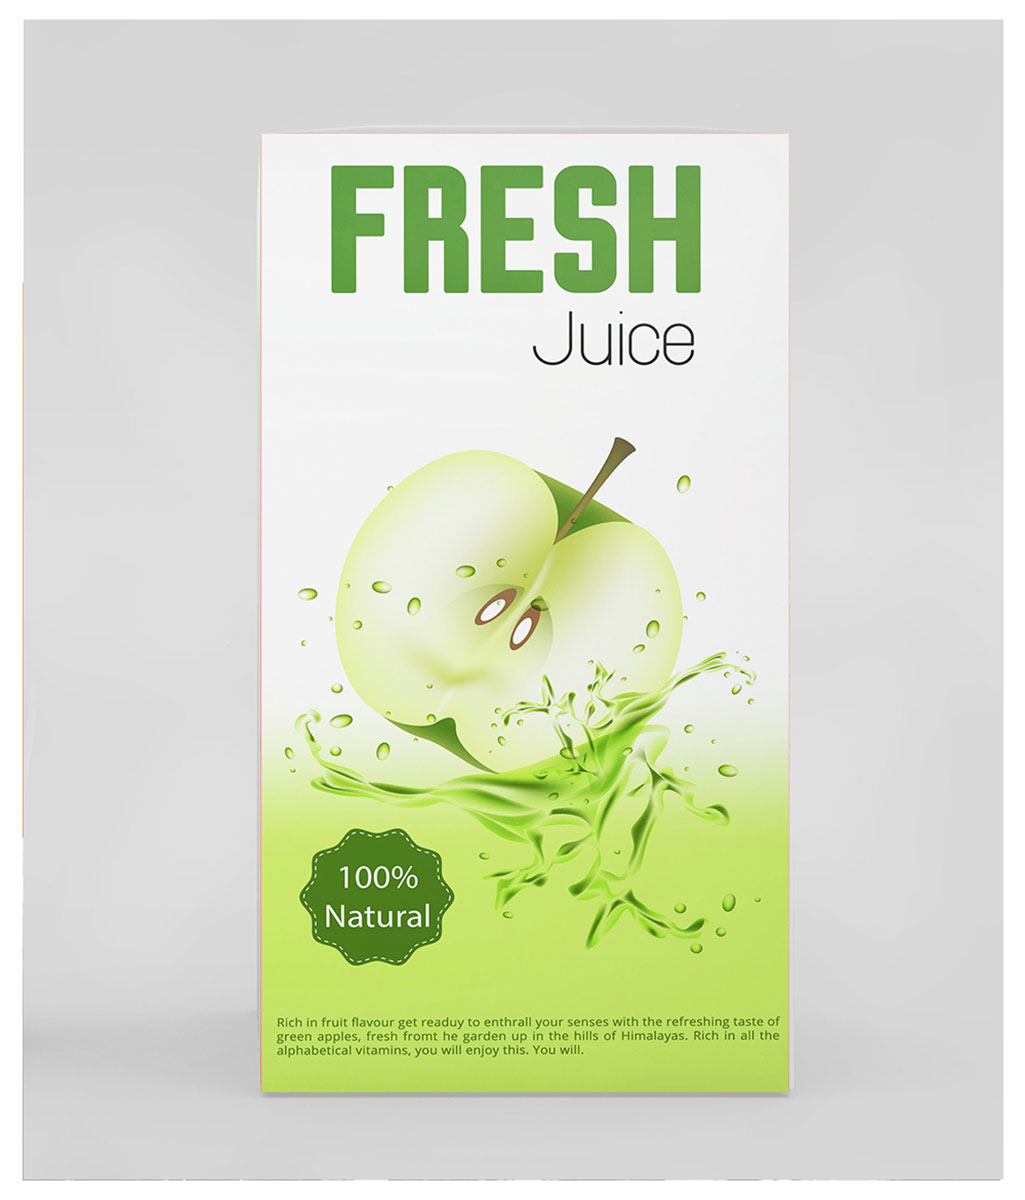 FRESH
Juice
100%
Natural
Rich in fruit flavour get readuy to enthrall your senses with the refreshing taste of
green apples, fresh fromt he garden up in the hills of Himalayas. Rich in all the
alphabetical vitamins, you will enjoy this. You will.